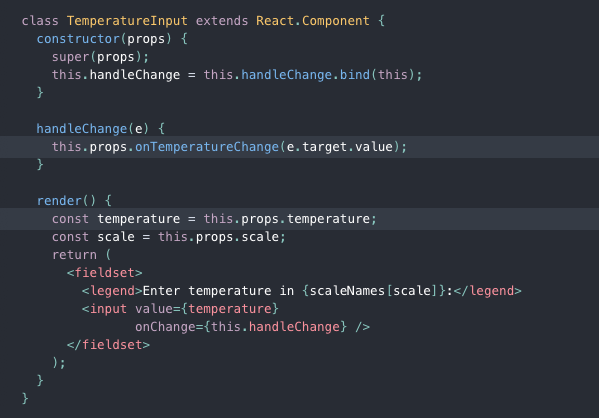 class TemperatureInput extends React.Component {
  constructor(props) {
    super(props);
    this.handleChange = this.handleChange.bind(this);
  }

  handleChange(e) {
    this.props.onTemperatureChange(e.target.value);
  }

  render() {
    const temperature = this.props.temperature;
    const scale = this.props.scale;
    return (
      <fieldset>
        <legend>Enter temperature in {scaleNames[scale]}:</legend>
        <input value={temperature}
               onChange={this.handleChange} />
      </fieldset>
    );
  }
}